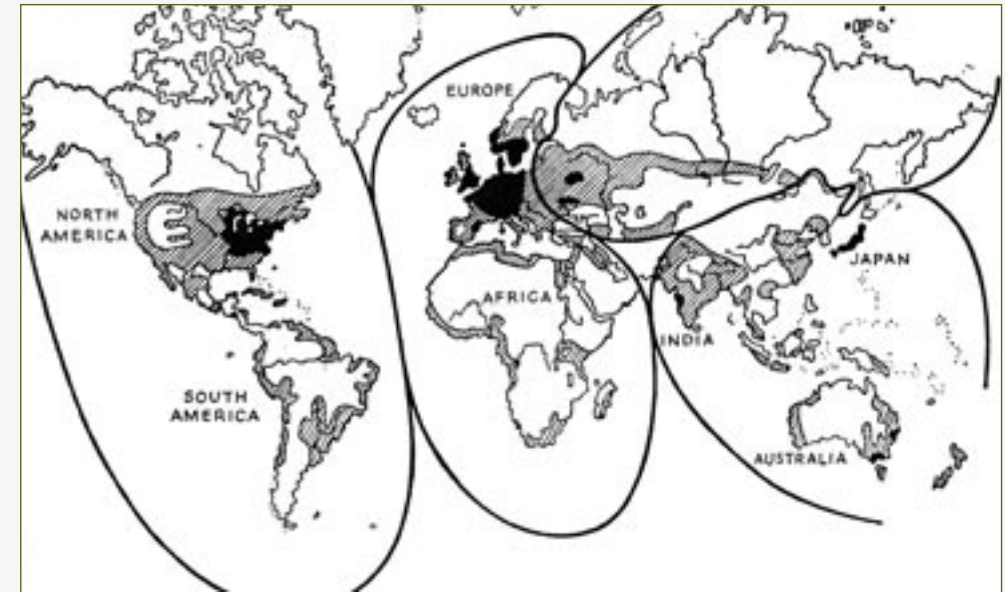 EUROPE
NORTH
AMERICA
JAPAN
AFRICA
INDIA
SOUTH
AMERICA
AUSTRALIA